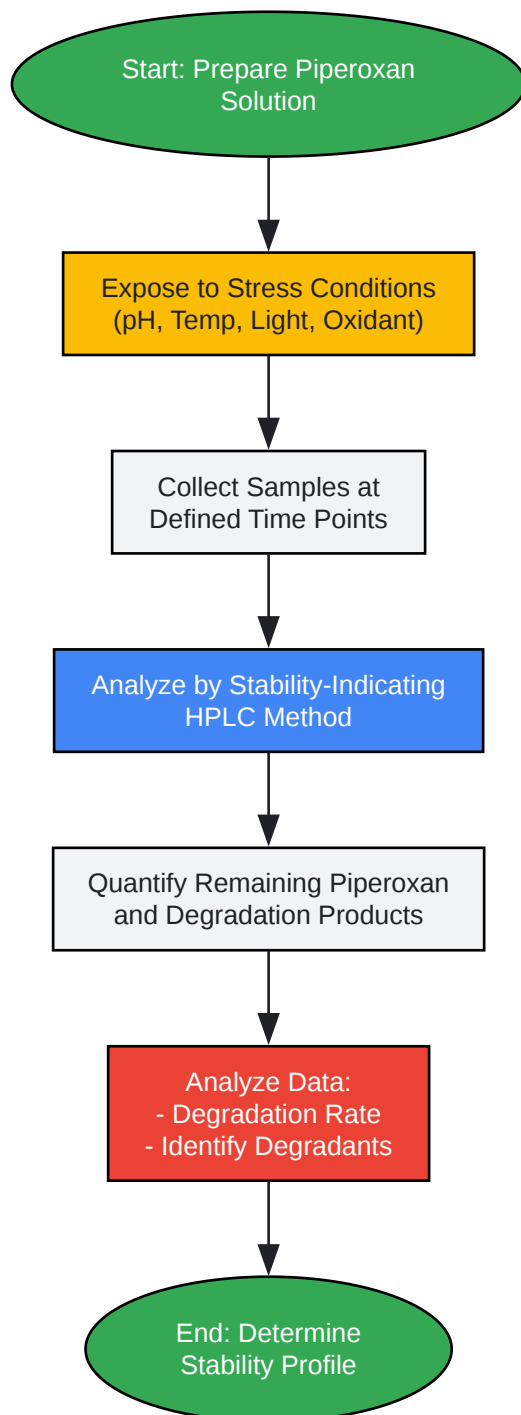 Start: Prepare Piperoxan
Solution
Expose to Stress Conditions
(pH, Temp, Light, Oxidant)
Collect Samples at
Defined Time Points
Analyze by Stability-Indicating
HPLC Method
Quantify Remaining Piperoxan
and Degradation Products
Analyze Data:
- Degradation Rate
- Identify Degradants
End: Determine
Stability Profile